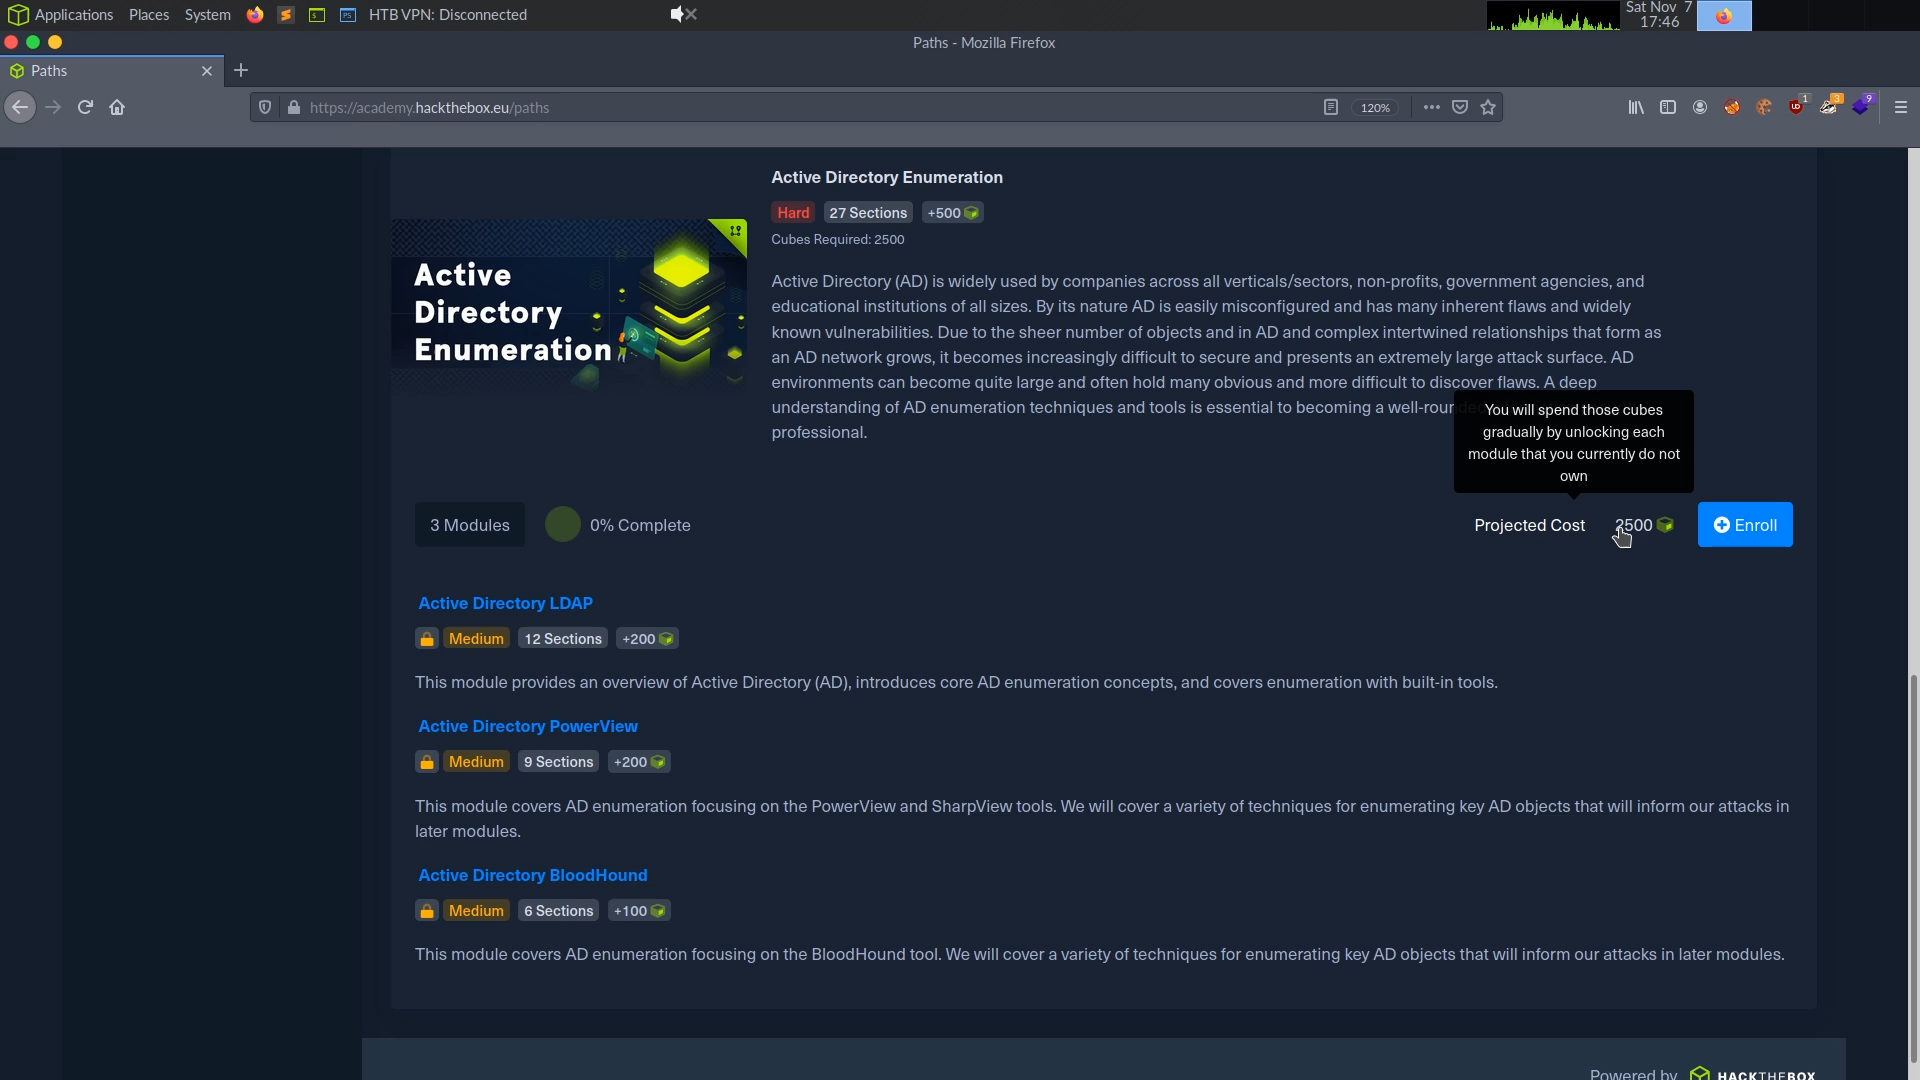 Applications Places System HTB VPN: Disconnected Sat Nov 7
17:46
Paths - Mozilla Firefox
Paths
https://academy.hackthebox.eu/paths 120% 1 3 9
Active Directory Enumeration
Hard 27 Sections +500
Cubes Required: 2500
Active
Directory
Enumeration
Active Directory (AD) is widely used by companies across all verticals/sectors, non-profits, government agencies, and
educational institutions of all sizes. By its nature AD is easily misconfigured and has many inherent flaws and widely
known vulnerabilities. Due to the sheer number of objects and in AD and complex intertwined relationships that form as
an AD network grows, it becomes increasingly difficult to secure and presents an extremely large attack surface. AD
environments can become quite large and often hold many obvious and more difficult to discover flaws. A deep
understanding of AD enumeration techniques and tools is essential to becoming a
professional.
You will spend those cubes
gradually by unlocking each
module that you currently do not
own
3 Modules 0% Complete Projected Cost 2500 Enroll
Active Directory LDAP
Medium 12 Sections +200
This module provides an overview of Active Directory (AD), introduces core AD enumeration concepts, and covers enumeration with built-in tools.
Active Directory PowerView
Medium 9 Sections +200
This module covers AD enumeration focusing on the PowerView and SharpView tools. We will cover a variety of techniques for enumerating key AD objects that will inform our attacks in
later modules.
Active Directory BloodHound
Medium 6 Sections +100
This module covers AD enumeration focusing on the BloodHound tool. We will cover a variety of techniques for enumerating key AD objects that will inform our attacks in later modules.
Powered by HACKTHEBOX